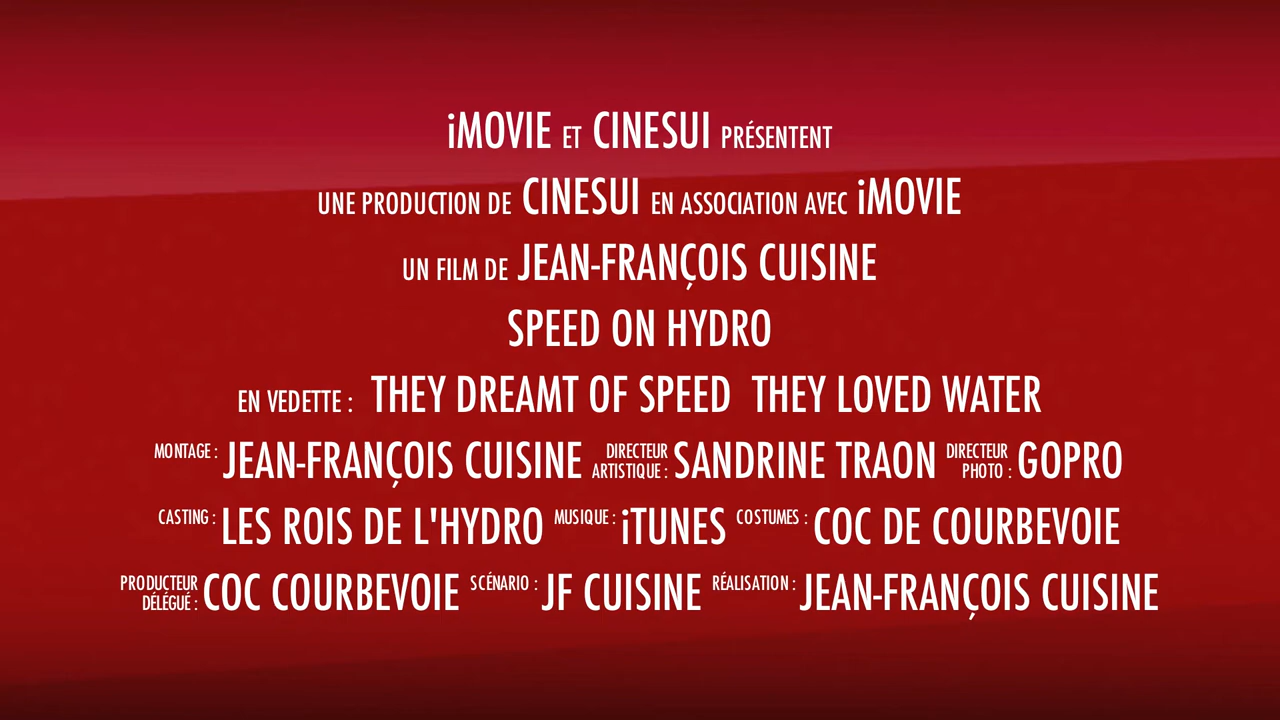 iMOVIE ET CINESUI PRÉSENTENT
UNE PRODUCTION DE CINESUI EN ASSOCIATION AVEC iMOVIE
UN FILM DE JEAN-FRANÇOIS CUISINE
SPEED ON HYDRO
EN VEDETTE : THEY DREAMT OF SPEED THEY LOVED WATER
MONTAGE : JEAN-FRANÇOIS CUISINE DIRECTEUR ARTISTIQUE : SANDRINE TRAON DIRECTEUR PHOTO : GOPRO
CASTING : LES ROIS DE L'HYDRO MUSIQUE : iTUNES COSTUMES : COC DE COURBEVOIE
PRODUCTEUR DÉLÉGUÉ : COC COURBEVOIE SCÉNARIO : JF CUISINE RÉALISATION : JEAN-FRANÇOIS CUISINE